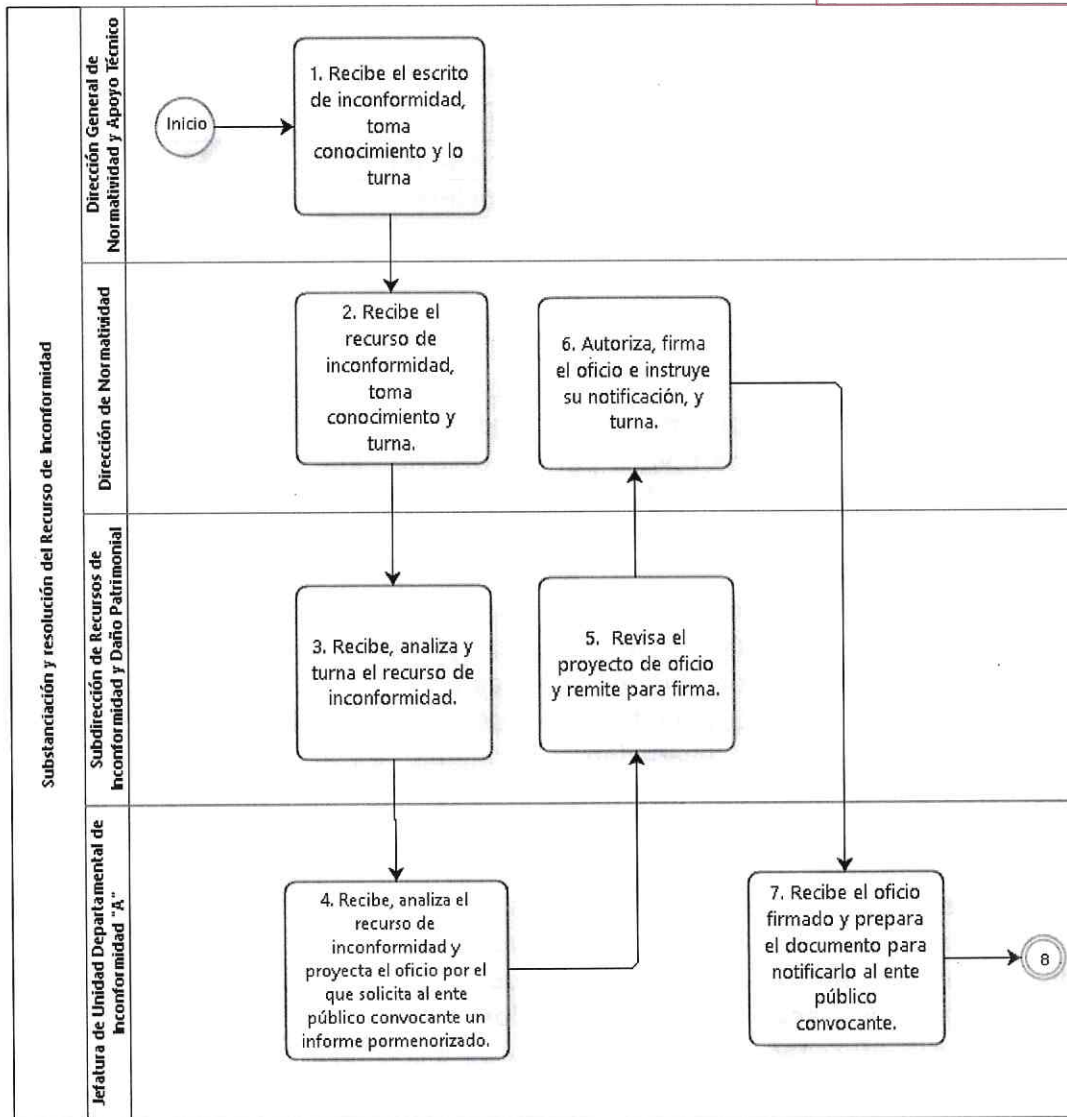 Substanciación y resolución del Recurso de Inconformidad
Dirección General de
Normatividad y Apoyo Técnico
Inicio
1. Recibe el escrito
de inconformidad,
toma
conocimiento y lo
turna
Dirección de Normatividad
2. Recibe el
recurso de
inconformidad,
toma
conocimiento y
turna.
6. Autoriza, firma
el oficio e instruye
su notificación, y
turna.
Subdirección de Recursos de
Inconformidad y Daño Patrimonial
3. Recibe, analiza y
turna el recurso de
inconformidad.
5. Revisa el
proyecto de oficio
y remite para firma.
Jefatura de Unidad Departamental de
Inconformidad "A"
4. Recibe, analiza el
recurso de
inconformidad y
proyecta el oficio por el
que solicita al ente
público convocante un
informe pormenorizado.
7. Recibe el oficio
firmado y prepara
el documento para
notificarlo al ente
público
convocante.
8